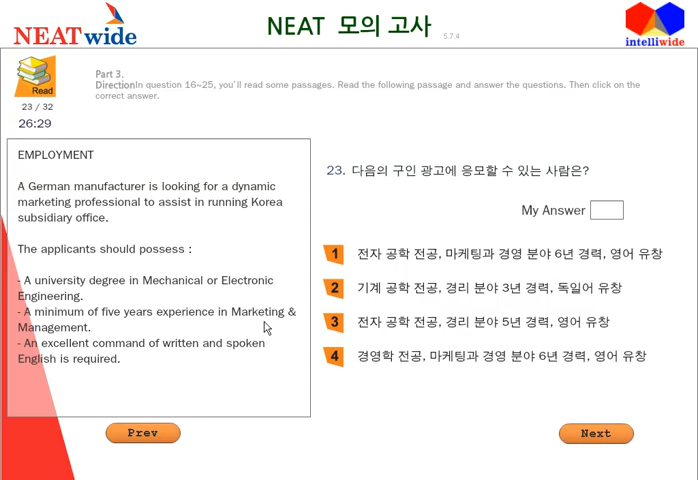 NEATwide
NEAT 모의 고사
5.7.4
intelliwide
Read
23 / 32
26:29
Part 3.
DirectionIn question 16~25, you'll read some passages. Read the following passage and answer the questions. Then click on the
correct answer.
EMPLOYMENT
A German manufacturer is looking for a dynamic
marketing professional to assist in running Korea
subsidiary office.
The applicants should possess :
- A university degree in Mechanical or Electronic
Engineering.
- A minimum of five years experience in Marketing &
Management.
- An excellent command of written and spoken
English is required.
23. 다음의 구인 광고에 응모할 수 있는 사람은?
My Answer
1 전자 공학 전공, 마케팅과 경영 분야 6년 경력, 영어 유창
2 기계 공학 전공, 경리 분야 3년 경력, 독일어 유창
3 전자 공학 전공, 경리 분야 5년 경력, 영어 유창
4 경영학 전공, 마케팅과 경영 분야 6년 경력, 영어 유창
Prev
Next